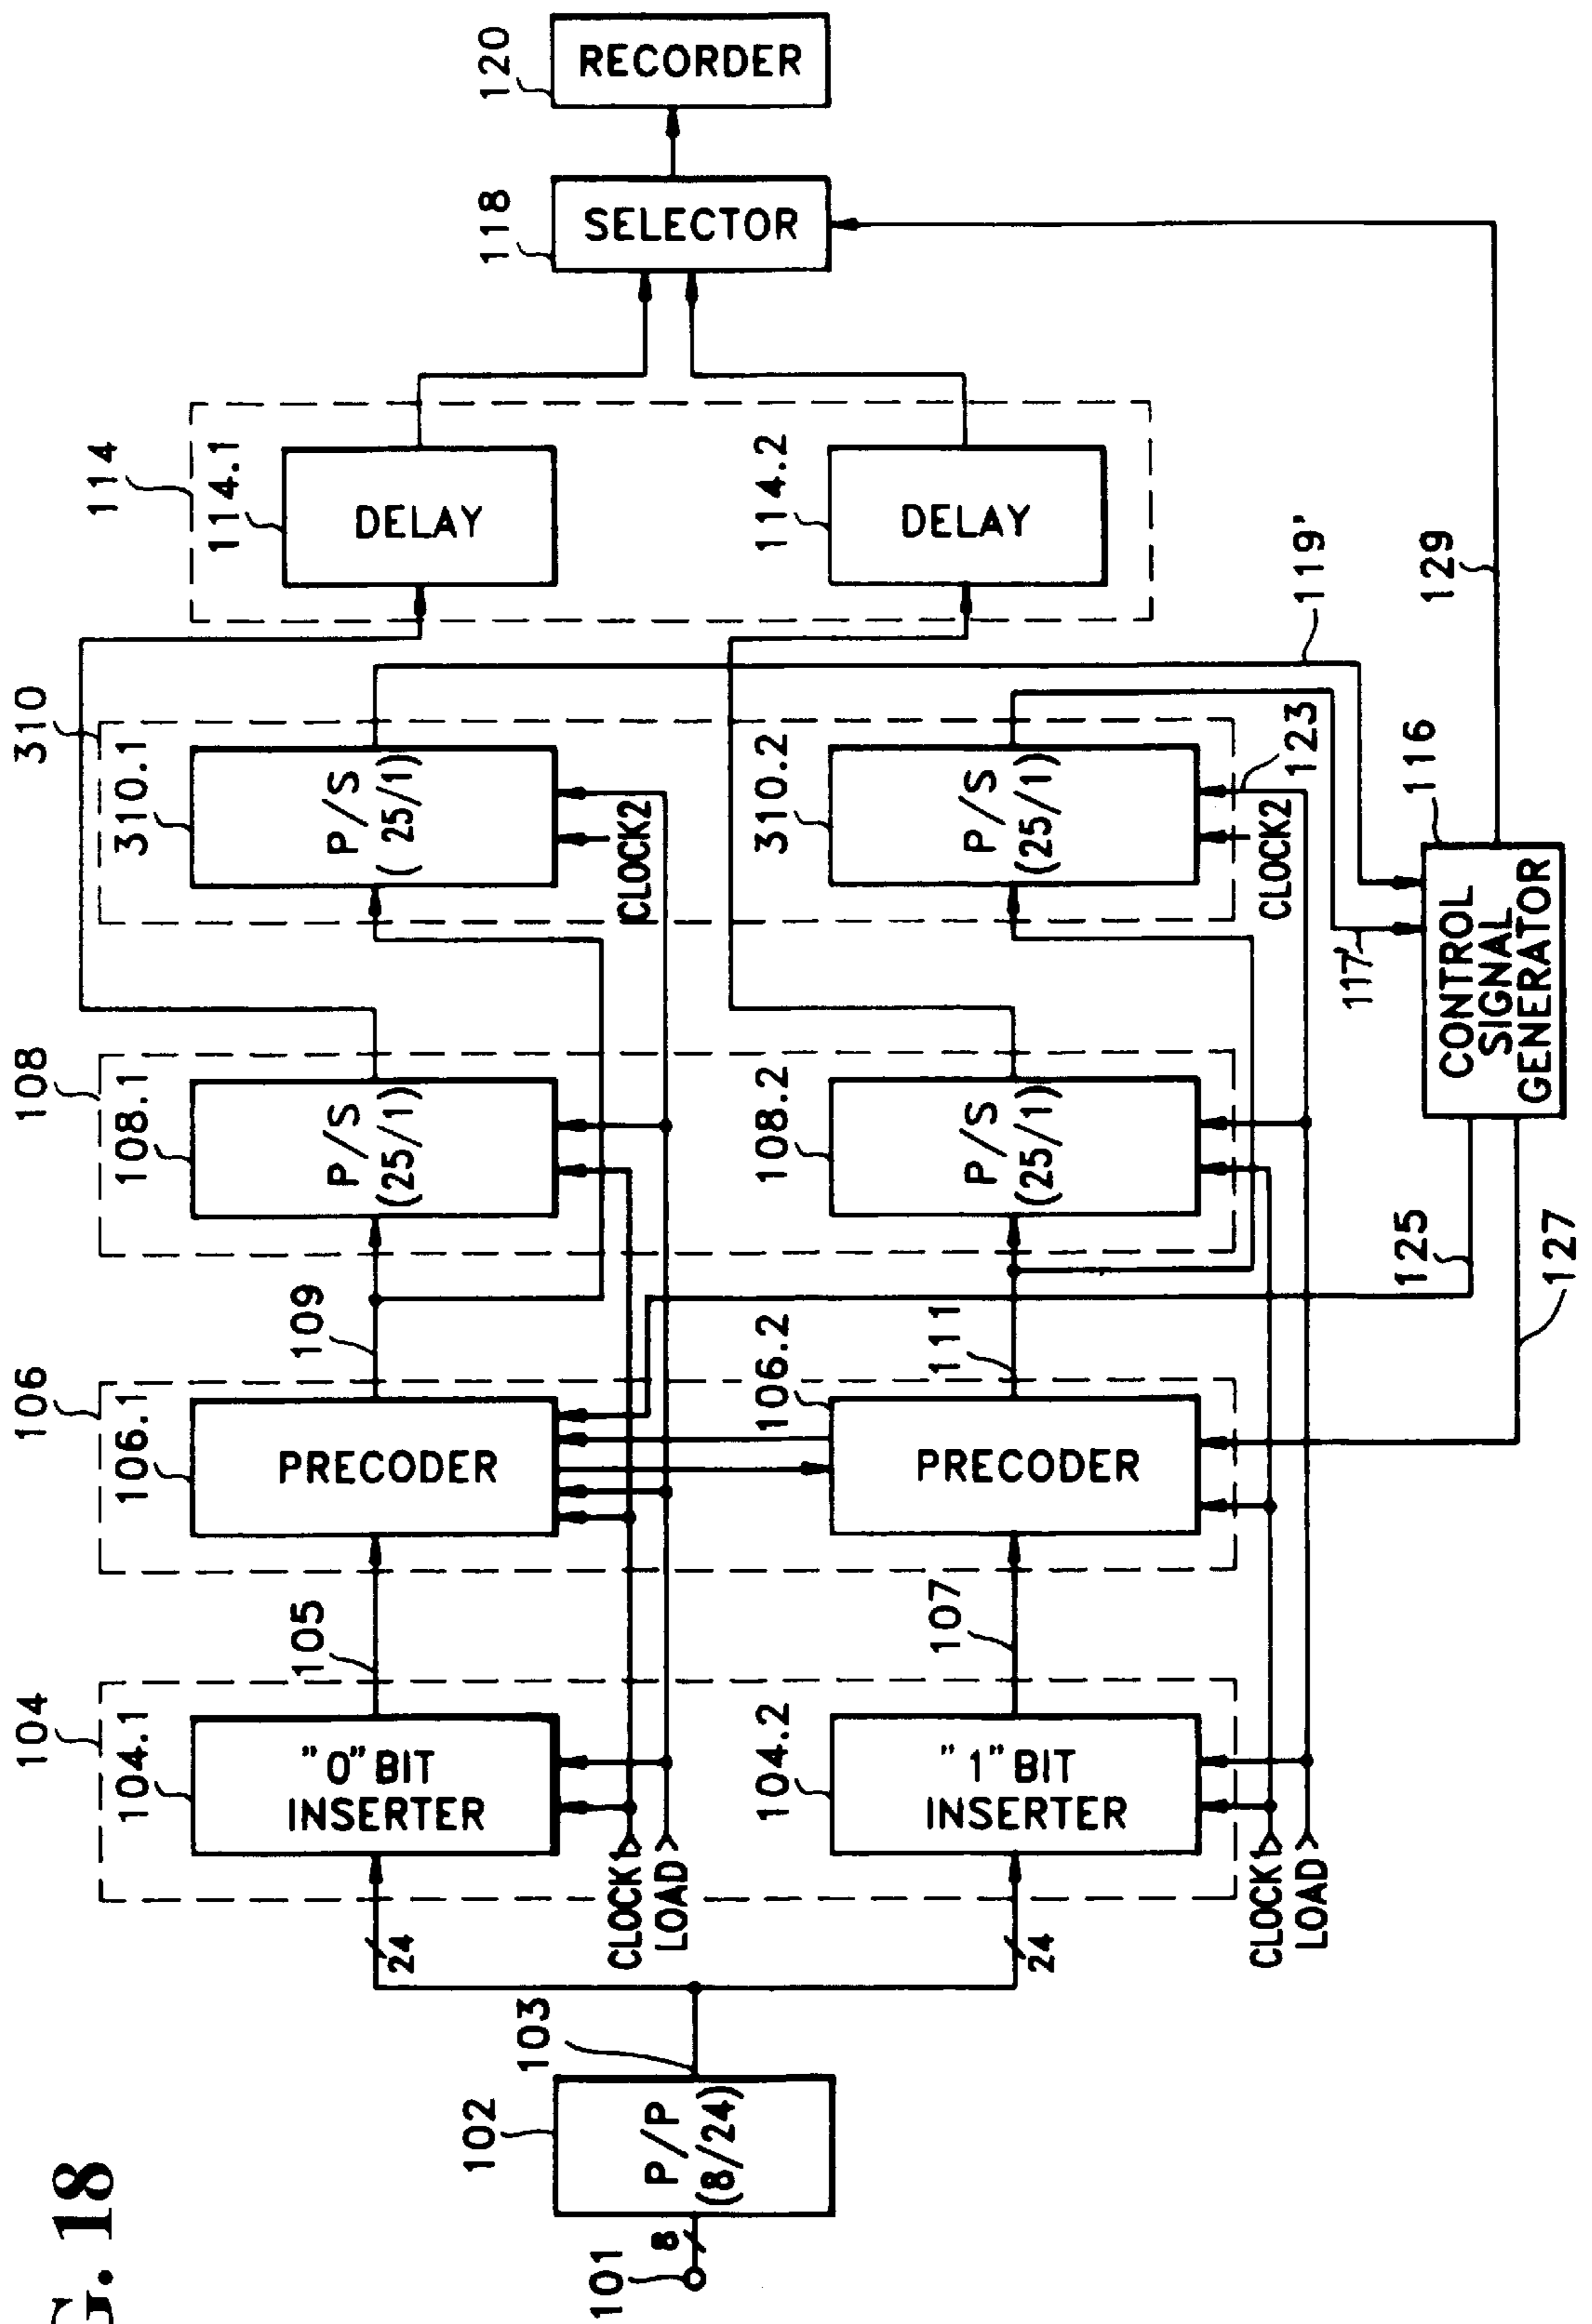 G. 18
101
8
102
P/P
(8/24)
103
24
24
104
104.1
"0" BIT
INSERTER
104.2
"1" BIT
INSERTER
CLOCK1
LOAD
CLOCK1
LOAD
105
107
106
106.1
PRECODER
106.2
PRECODER
109
111
108
108.1
P/S
(25/1)
108.2
P/S
(25/1)
125
127
310
310.1
P/S
(25/1)
CLOCK2
310.2
P/S
(25/1)
CLOCK2
123
117'
119'
116
CONTROL
SIGNAL
GENERATOR
129
114
114.1
DELAY
114.2
DELAY
118
SELECTOR
120
RECORDER